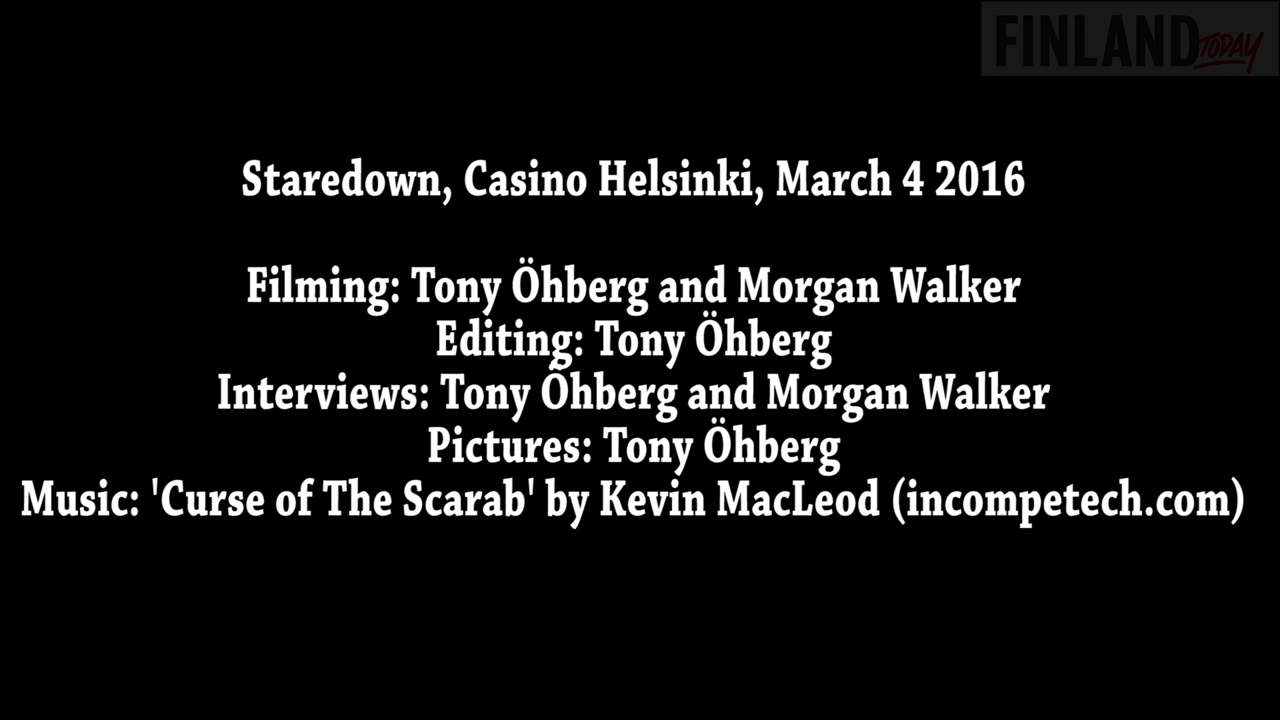 FINLAND TODAY
Staredown, Casino Helsinki, March 4 2016
Filming: Tony Öhberg and Morgan Walker
Editing: Tony Öhberg
Interviews: Tony Öhberg and Morgan Walker
Pictures: Tony Öhberg
Music: 'Curse of The Scarab' by Kevin MacLeod (incompetech.com)